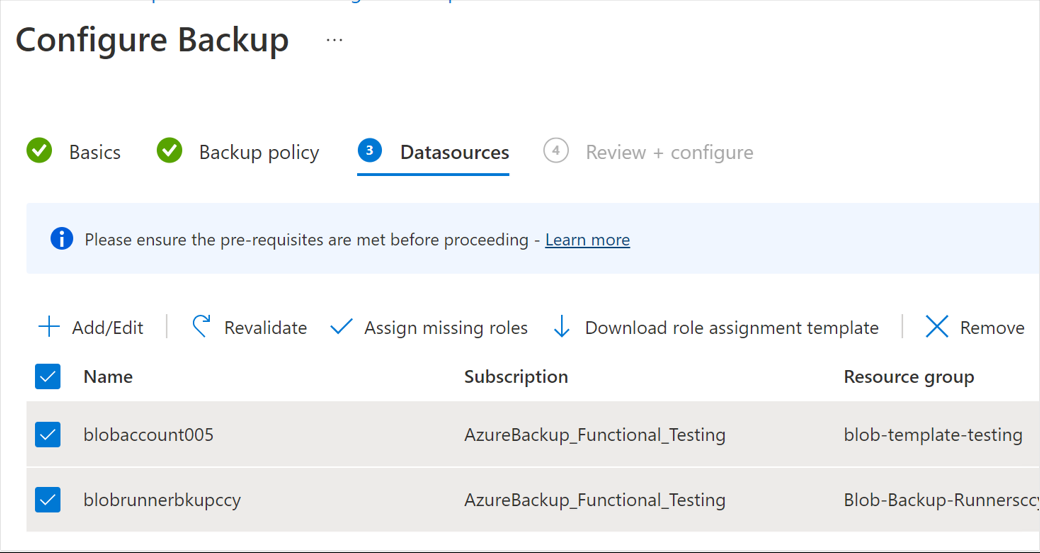 Configure Backup ...
Basics Backup policy 3 Datasources 4 Review + configure
Please ensure the pre-requisites are met before proceeding - Learn more
Add/Edit Revalidate Assign missing roles Download role assignment template Remove
Name Subscription Resource group
blobaccount005 AzureBackup_Functional_Testing blob-template-testing
blobrunnerbkupccy AzureBackup_Functional_Testing Blob-Backup-Runnersccy